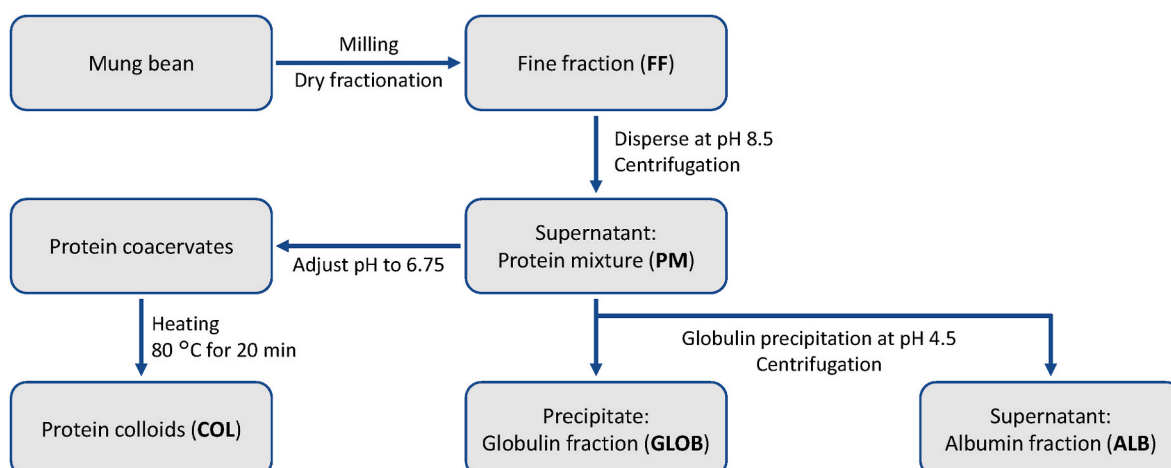 Mung bean
Milling
Dry fractionation
Fine fraction (FF)
Disperse at pH 8.5
Centrifugation
Protein coacervates
Adjust pH to 6.75
Supernatant:
Protein mixture (PM)
Heating
80 °C for 20 min
Globulin precipitation at pH 4.5
Centrifugation
Protein colloids (COL)
Precipitate:
Globulin fraction (GLOB)
Supernatant:
Albumin fraction (ALB)